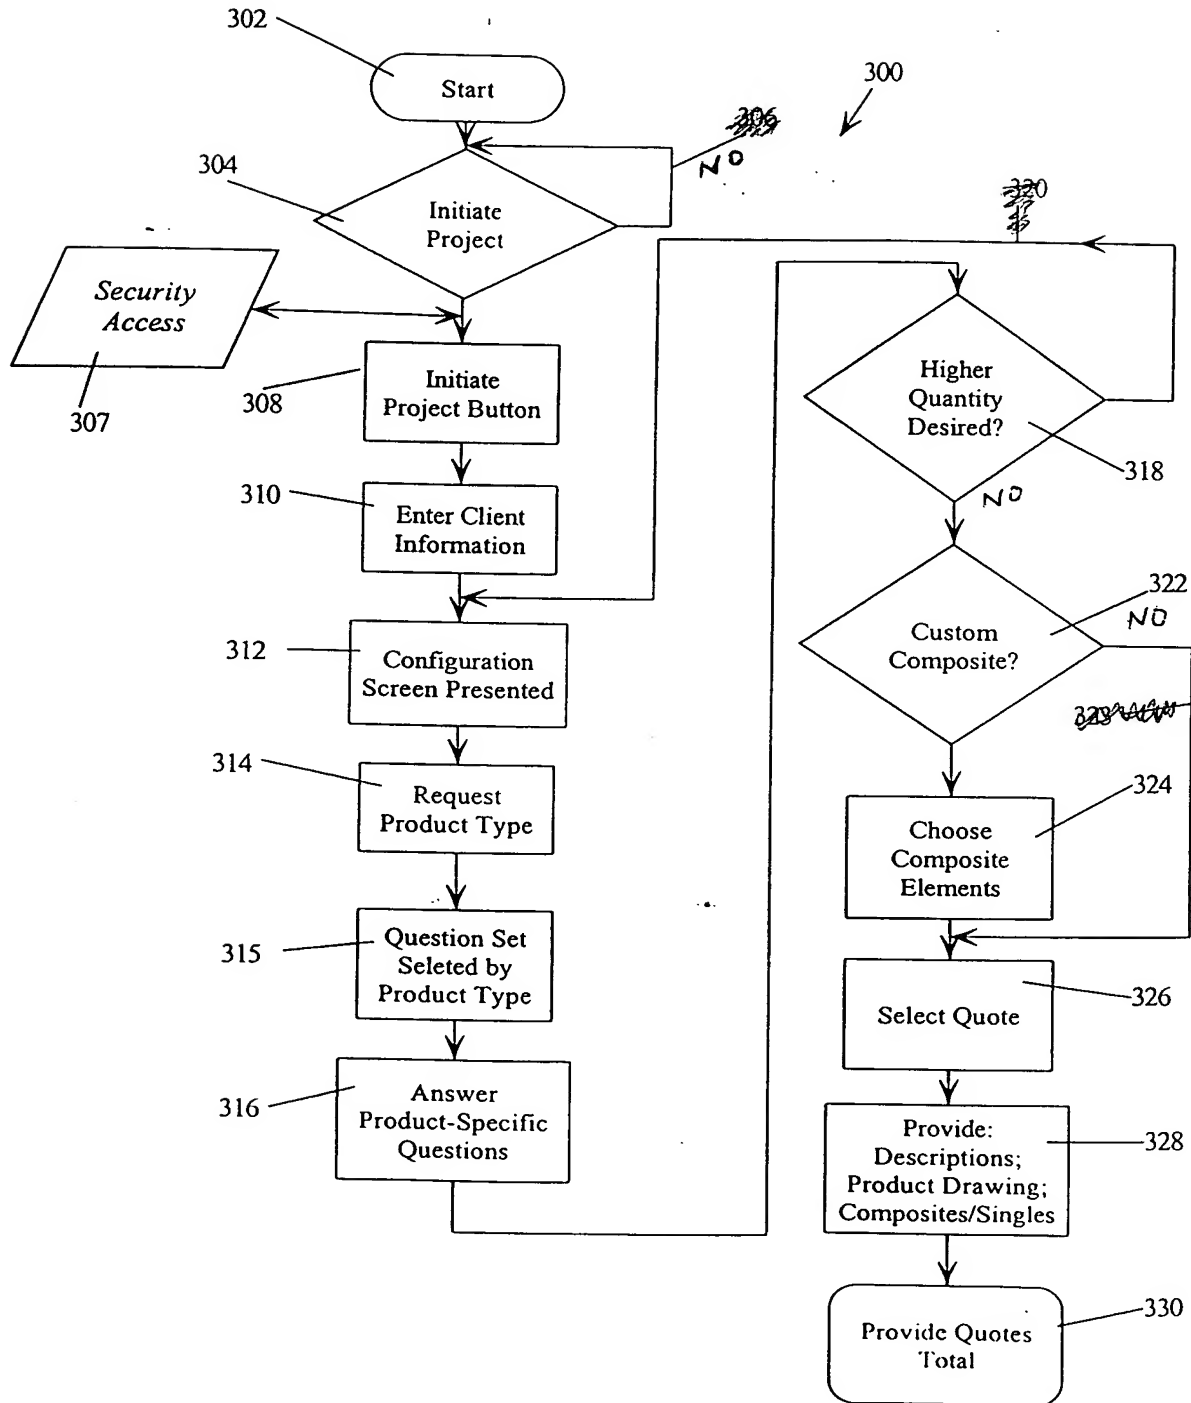 302
Start
300
304
NO
Initiate
Project
Security
Access
307
308
Initiate
Project Button
310
Enter Client
Information
312
Configuration
Screen Presented
314
Request
Product Type
315
Question Set
Seleted by
Product Type
316
Answer
Product-Specific
Questions
Higher
Quantity
Desired?
318
NO
322
NO
Custom
Composite?
324
Choose
Composite
Elements
326
Select Quote
328
Provide:
Descriptions;
Product Drawing;
Composites/Singles
330
Provide Quotes
Total